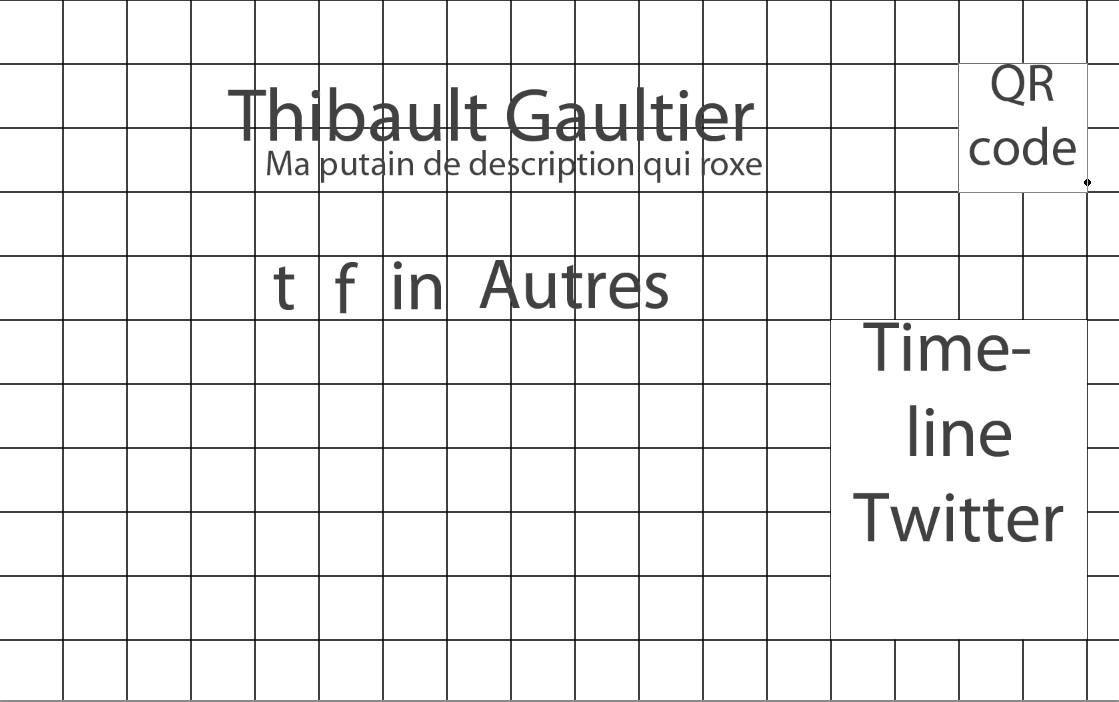 Thibault Gaultier
Ma putain de description qui roxe
QR
code
t f in Autres
Time-
line
Twitter